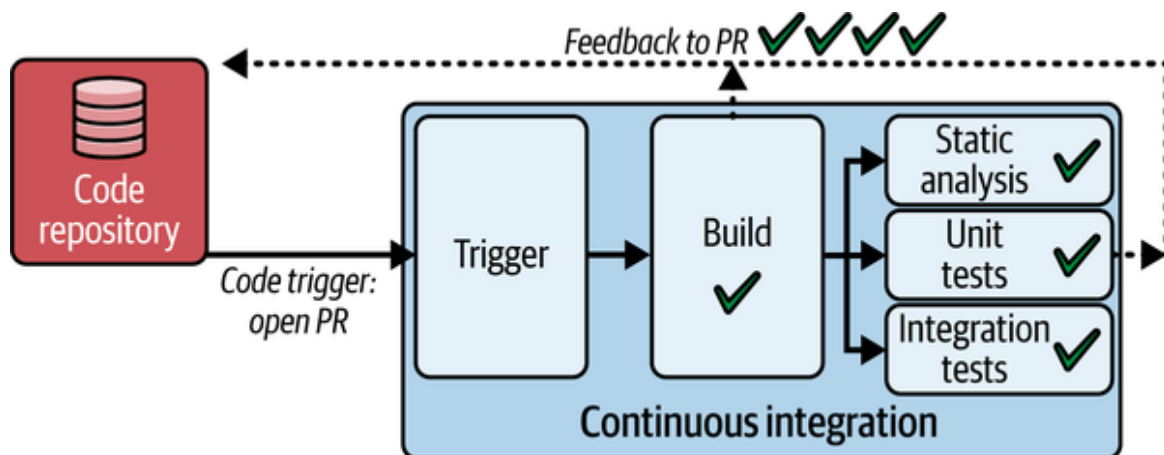 Feedback to PR
Code
repository
Code trigger:
open PR
Trigger
Build
Static
analysis
Unit
tests
Integration
tests
Continuous integration